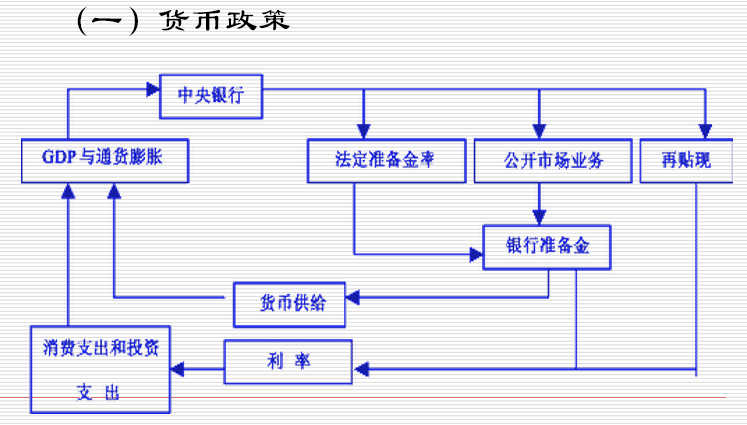 （一）货币政策
中央银行
GDP与通货膨胀
法定准备金率
公开市场业务
再贴现
银行准备金
货币供给
消费支出和投资
支 出
利 率